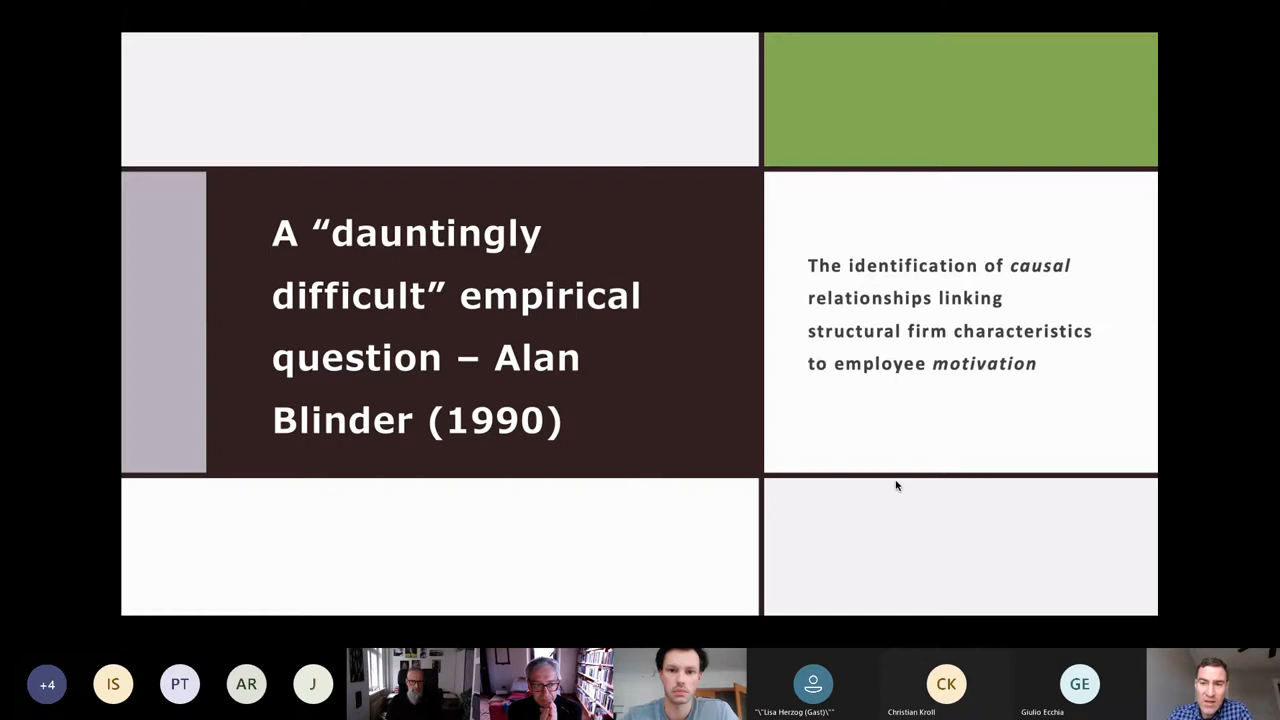 A “dauntingly
difficult” empirical
question – Alan
Blinder (1990)
The identification of causal
relationships linking
structural firm characteristics
to employee motivation
+4
IS
PT
AR
J
"\"Lisa Herzog (Gast)\""
CK
Christian Kroll
GE
Giulio Ecchia